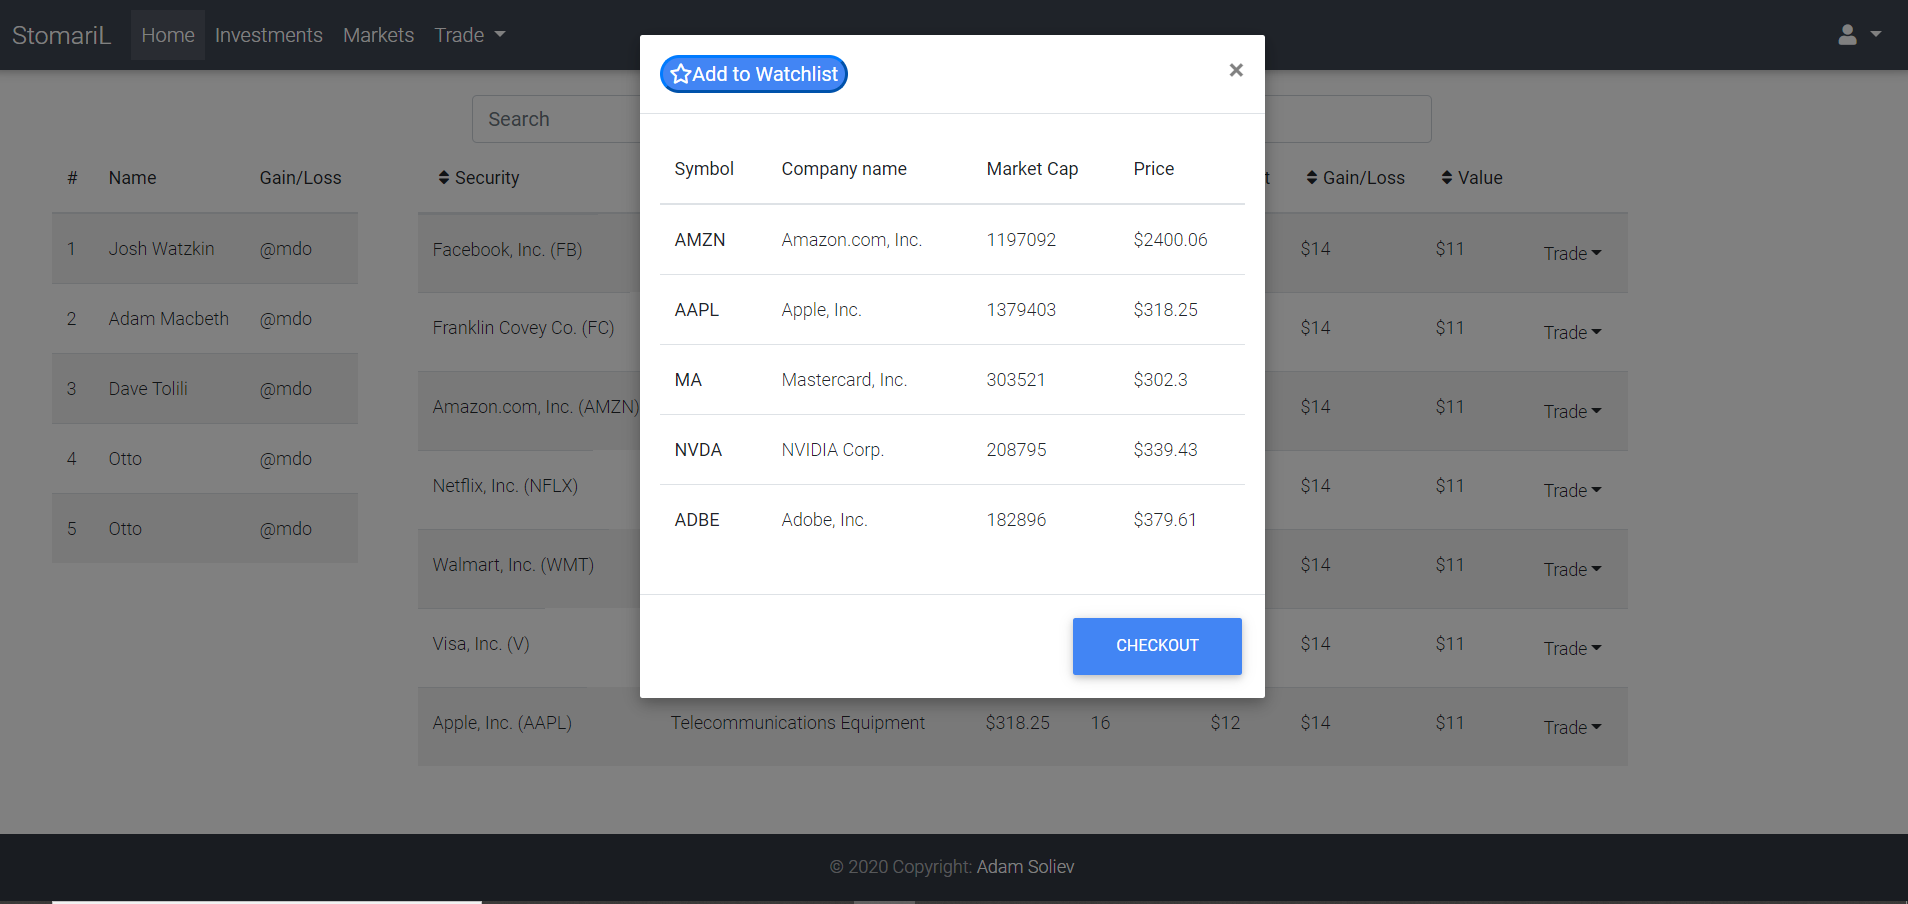 StomariL Home Investments Markets Trade
Add to Watchlist ×
Search
# Name Gain/Loss
1 Josh Watzkin @mdo
2 Adam Macbeth @mdo
3 Dave Tolili @mdo
4 Otto @mdo
5 Otto @mdo
Symbol Company name Market Cap Price
AMZN Amazon.com, Inc. 1197092 $2400.06
AAPL Apple, Inc. 1379403 $318.25
MA Mastercard, Inc. 303521 $302.3
NVDA NVIDIA Corp. 208795 $339.43
ADBE Adobe, Inc. 182896 $379.61
CHECKOUT
Security t Gain/Loss Value
Facebook, Inc. (FB) $14 $11 Trade
Franklin Covey Co. (FC) $14 $11 Trade
Amazon.com, Inc. (AMZN) $14 $11 Trade
Netflix, Inc. (NFLX) $14 $11 Trade
Walmart, Inc. (WMT) $14 $11 Trade
Visa, Inc. (V) $14 $11 Trade
Apple, Inc. (AAPL) Telecommunications Equipment $318.25 16 $12 $14 $11 Trade
© 2020 Copyright: Adam Soliev